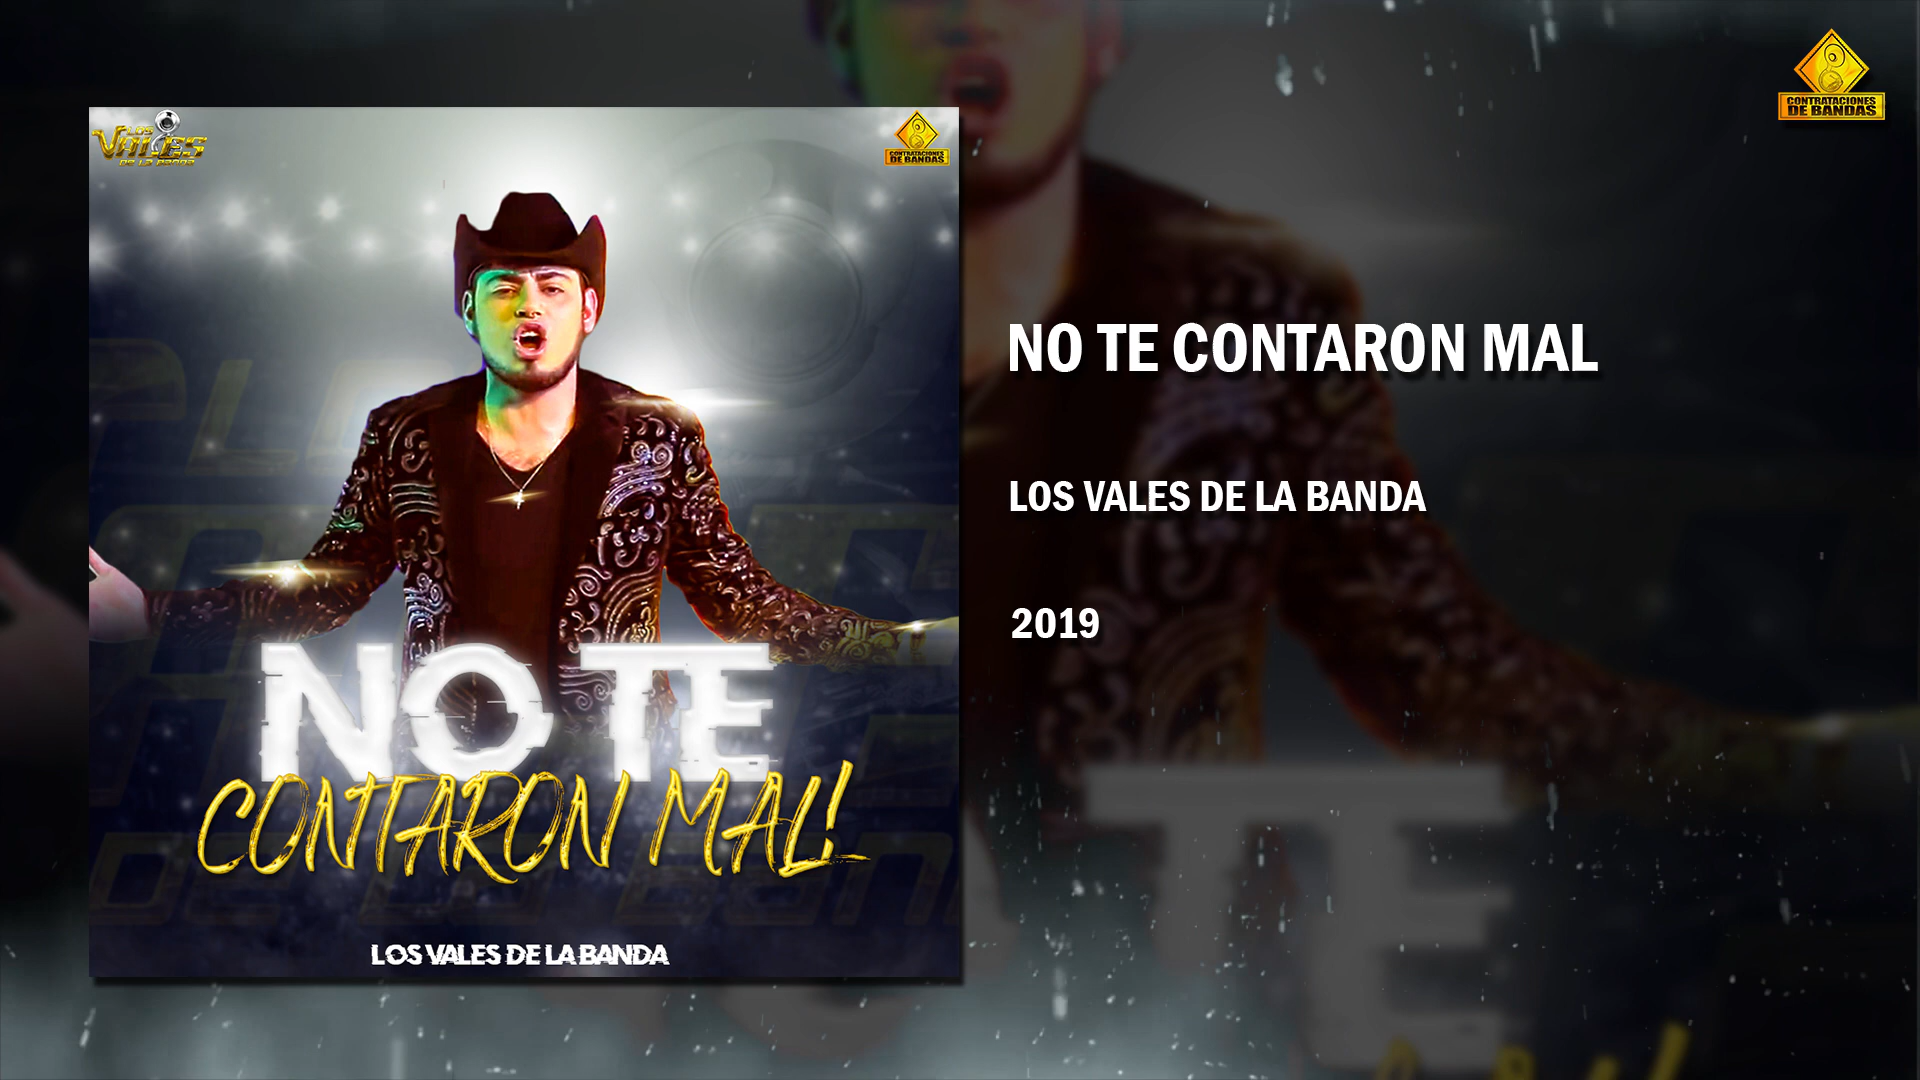 LOS
VALES
DE LA BANDA
CONTRATACIONES
DE BANDAS
NO TE
CONTARON MAL!
LOS VALES DE LA BANDA
NO TE CONTARON MAL
LOS VALES DE LA BANDA
2019
CONTRATACIONES
DE BANDAS
TE